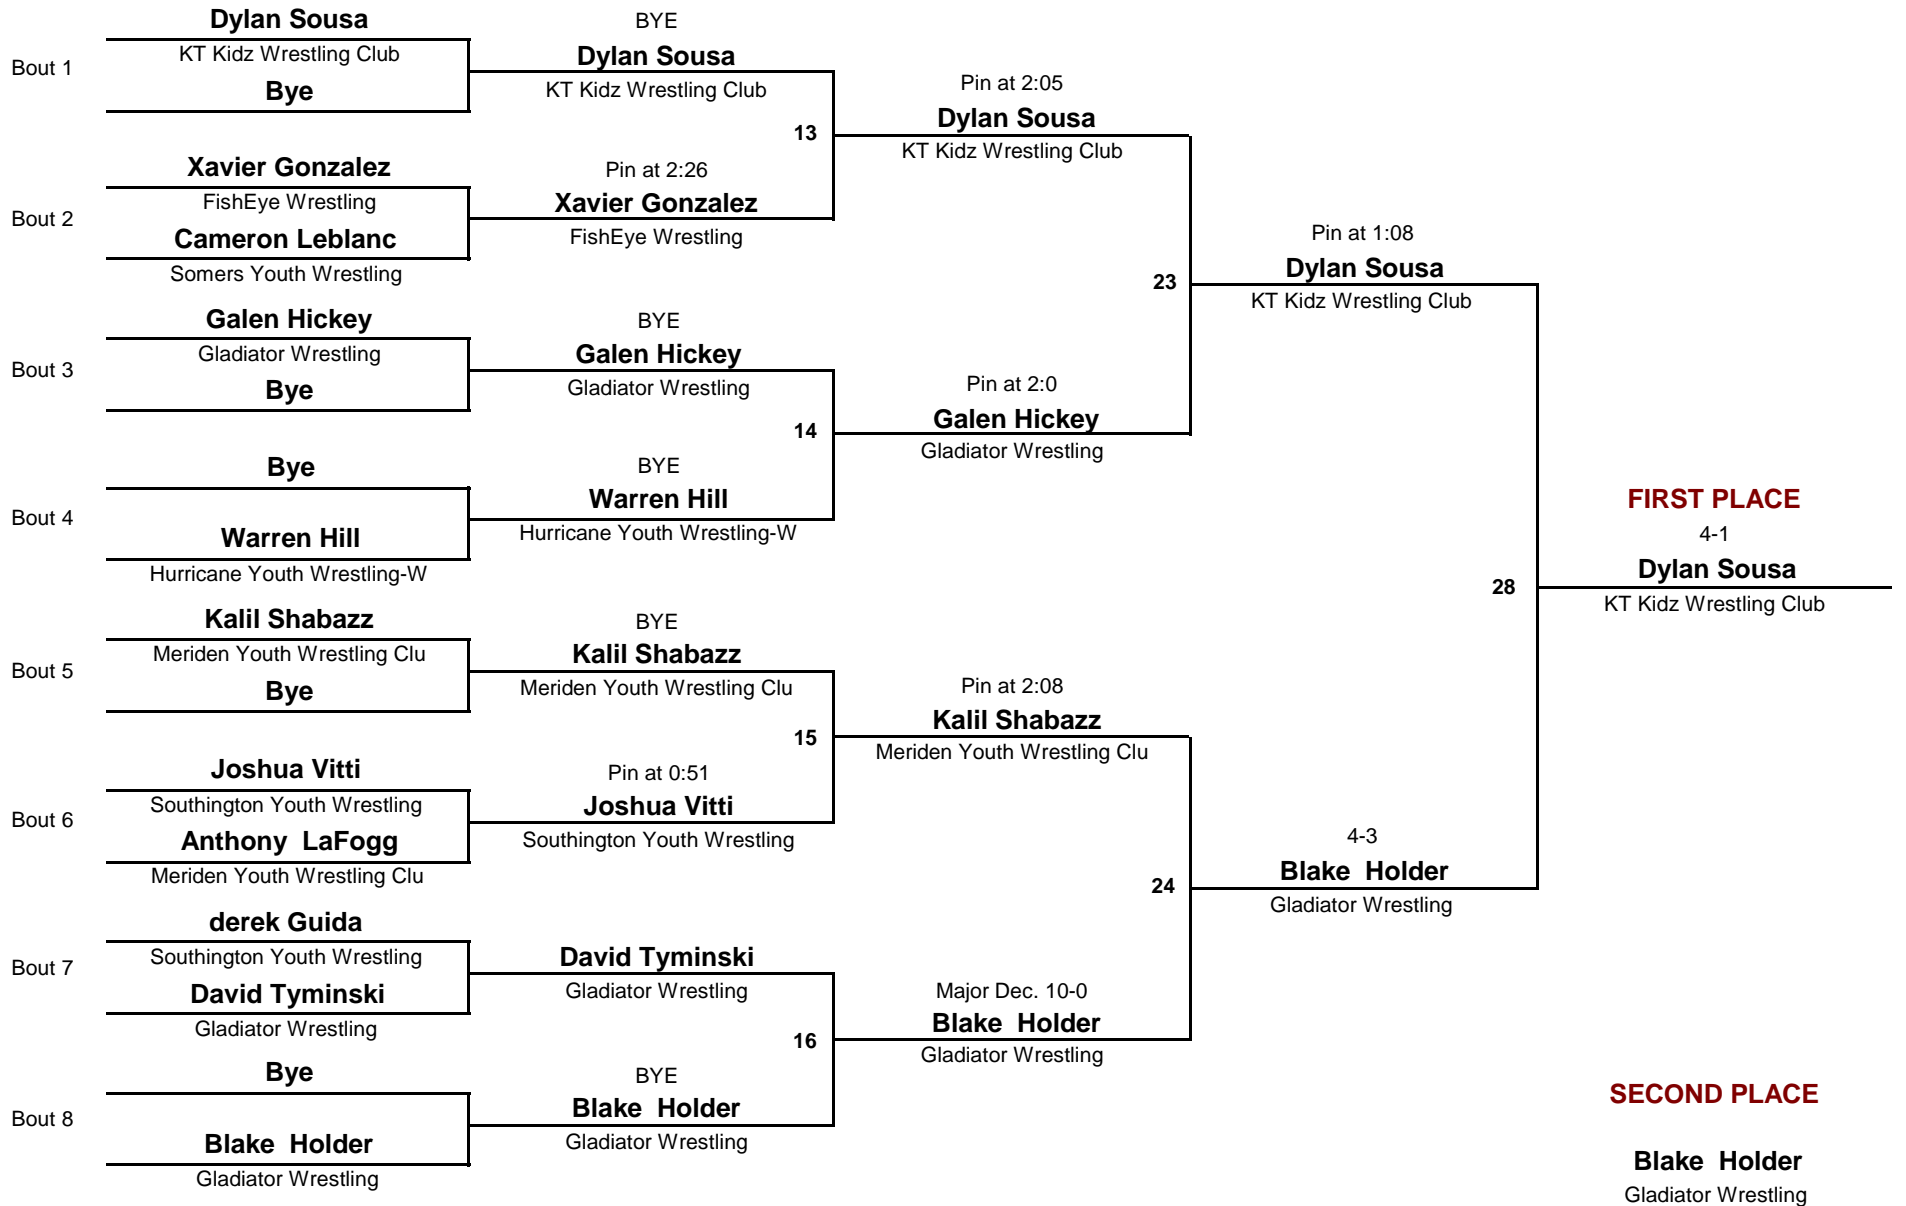 Bout 1
Dylan Sousa
KT Kidz Wrestling Club
Bye
Bout 2
Xavier Gonzalez
FishEye Wrestling
Cameron Leblanc
Somers Youth Wrestling
Bout 3
Galen Hickey
Gladiator Wrestling
Bye
Bout 4
Bye
Warren Hill
Hurricane Youth Wrestling-W
Bout 5
Kalil Shabazz
Meriden Youth Wrestling Clu
Bye
Bout 6
Joshua Vitti
Southington Youth Wrestling
Anthony  LaFogg
Meriden Youth Wrestling Clu
Bout 7
derek Guida
Southington Youth Wrestling
David Tyminski
Gladiator Wrestling
Bout 8
Bye
Blake  Holder
Gladiator Wrestling
BYE
Dylan Sousa
KT Kidz Wrestling Club
13
Pin at 2:26
Xavier Gonzalez
FishEye Wrestling
BYE
Galen Hickey
Gladiator Wrestling
14
BYE
Warren Hill
Hurricane Youth Wrestling-W
BYE
Kalil Shabazz
Meriden Youth Wrestling Clu
15
Pin at 0:51
Joshua Vitti
Southington Youth Wrestling
David Tyminski
Gladiator Wrestling
16
BYE
Blake  Holder
Gladiator Wrestling
Pin at 2:05
Dylan Sousa
KT Kidz Wrestling Club
23
Pin at 2:0
Galen Hickey
Gladiator Wrestling
Pin at 2:08
Kalil Shabazz
Meriden Youth Wrestling Clu
24
Major Dec. 10-0
Blake  Holder
Gladiator Wrestling
Pin at 1:08
Dylan Sousa
KT Kidz Wrestling Club
28
4-3
Blake  Holder
Gladiator Wrestling
FIRST PLACE
4-1
Dylan Sousa
KT Kidz Wrestling Club
SECOND PLACE
Blake  Holder
Gladiator Wrestling